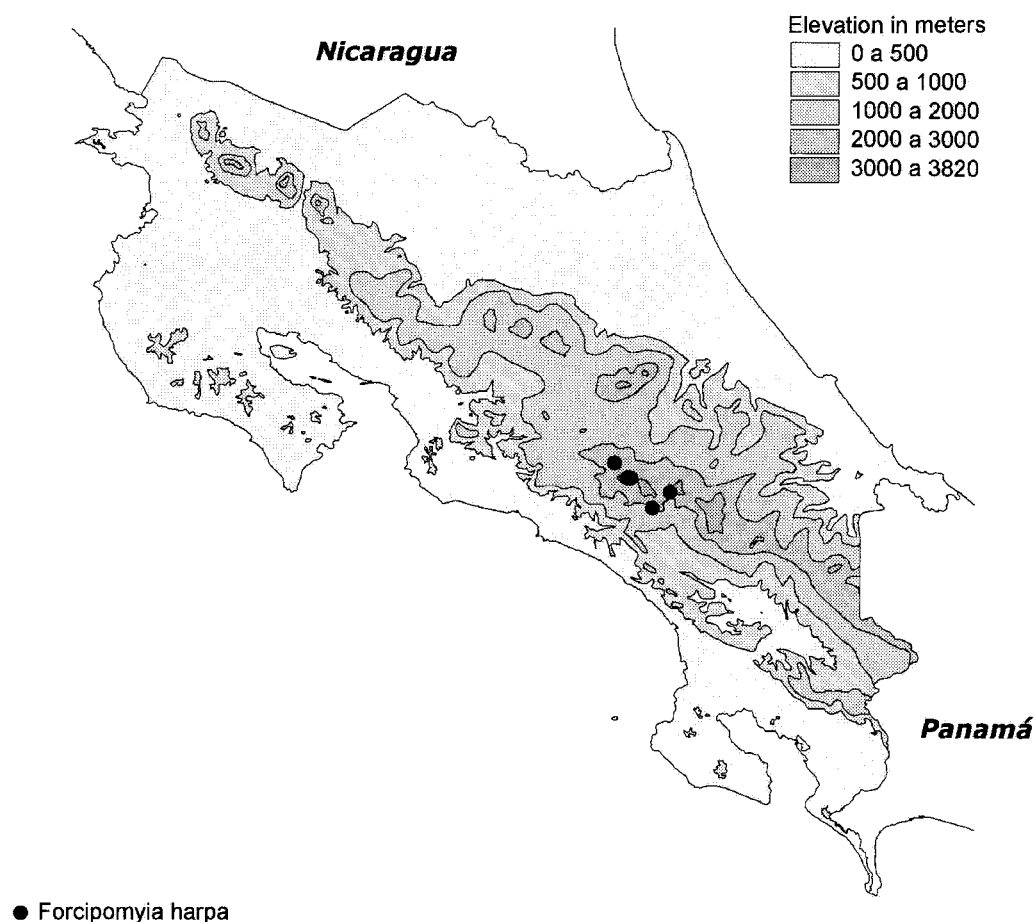 Elevation in meters
0 a 500
500 a 1000
1000 a 2000
2000 a 3000
3000 a 3820
Nicaragua
Panamá
Forcipomyia harpa